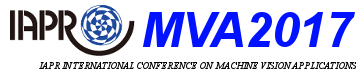 IAPR MVA2017
IAPR INTERNATIONAL CONFERENCE ON MACHINE VISION APPLICATIONS